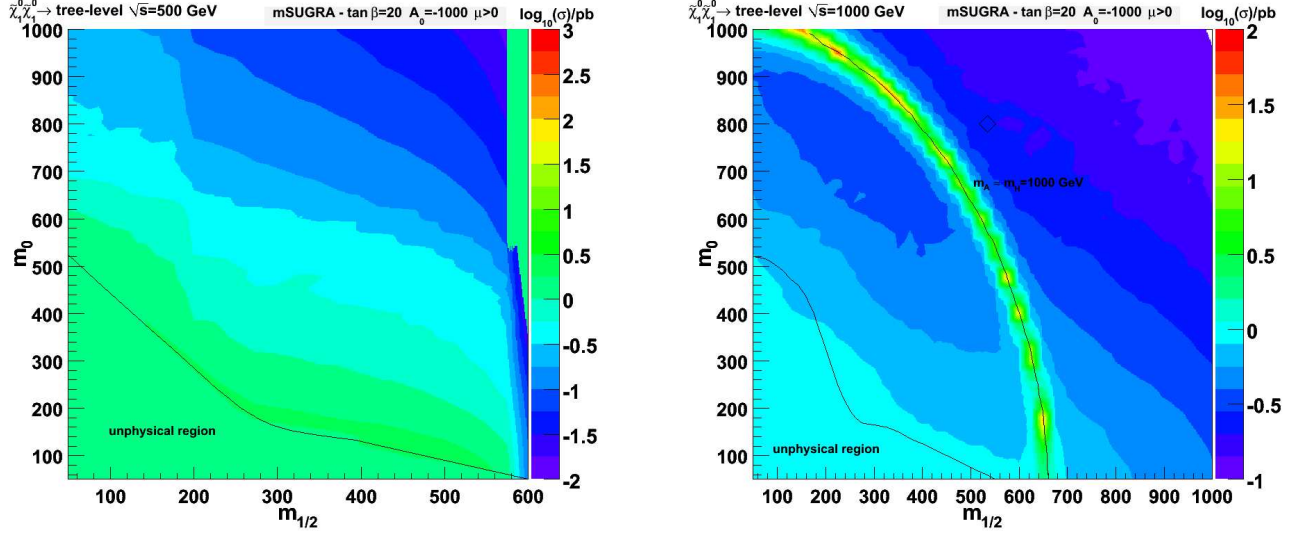 χ̃₁⁰χ̃₁⁰ → tree-level √s=500 GeV
mSUGRA - tan β=20 A₀=-1000 μ>0
log₁₀(σ)/pb
1000
900
800
700
600
500
400
300
200
100
m₀
unphysical region
100 200 300 400 500 600
m₁/₂
3
2.5
2
1.5
1
0.5
0
-0.5
-1
-1.5
-2
χ̃₁⁰χ̃₁⁰ → tree-level √s=1000 GeV
mSUGRA - tan β=20 A₀=-1000 μ>0
log₁₀(σ)/pb
1000
900
800
700
600
500
400
300
200
100
m₀
m_A = m_H=1000 GeV
unphysical region
100 200 300 400 500 600 700 800 900 1000
m₁/₂
2
1.5
1
0.5
0
-0.5
-1